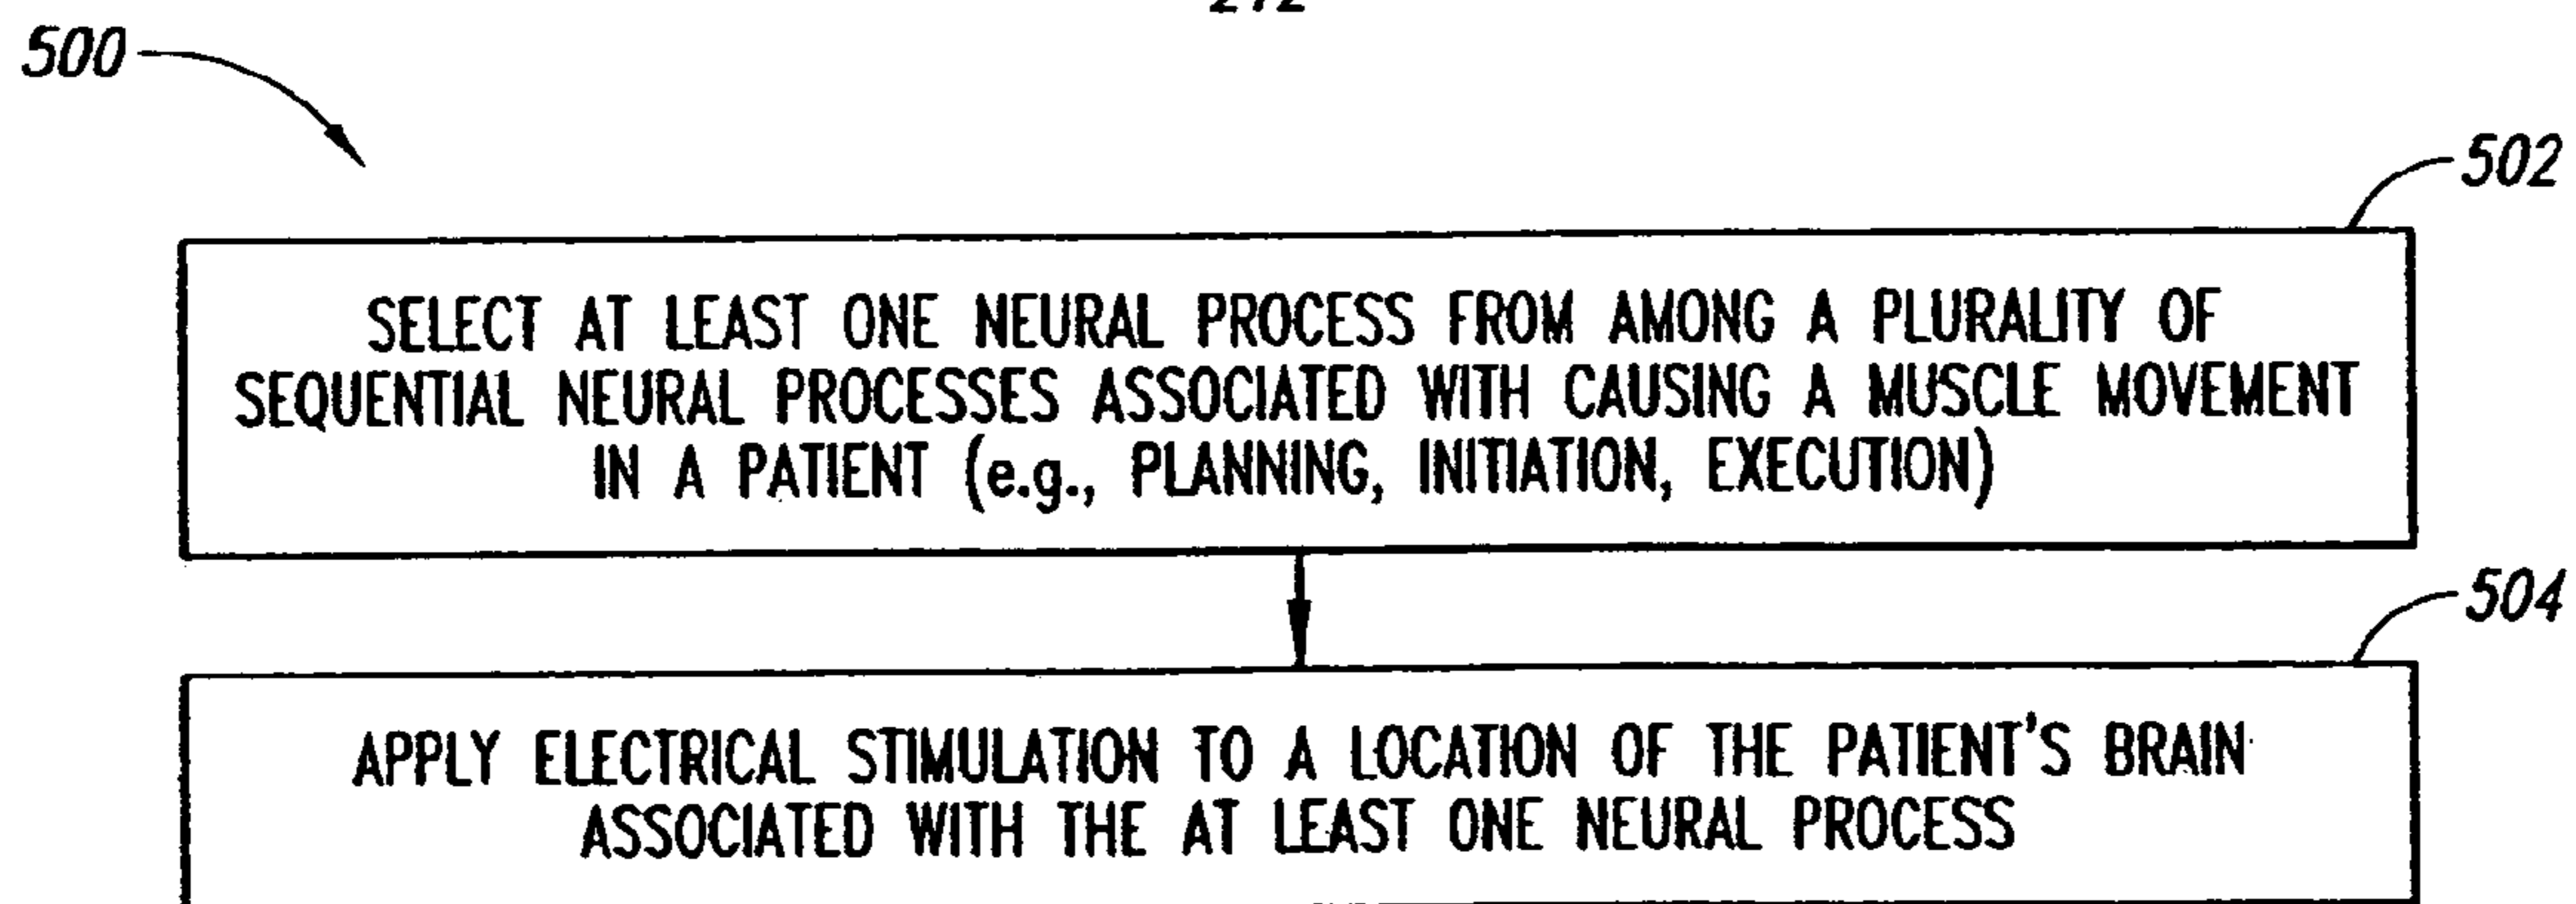 500
502
SELECT AT LEAST ONE NEURAL PROCESS FROM AMONG A PLURALITY OF
SEQUENTIAL NEURAL PROCESSES ASSOCIATED WITH CAUSING A MUSCLE MOVEMENT
IN A PATIENT (e.g., PLANNING, INITIATION, EXECUTION)
504
APPLY ELECTRICAL STIMULATION TO A LOCATION OF THE PATIENT'S BRAIN
ASSOCIATED WITH THE AT LEAST ONE NEURAL PROCESS